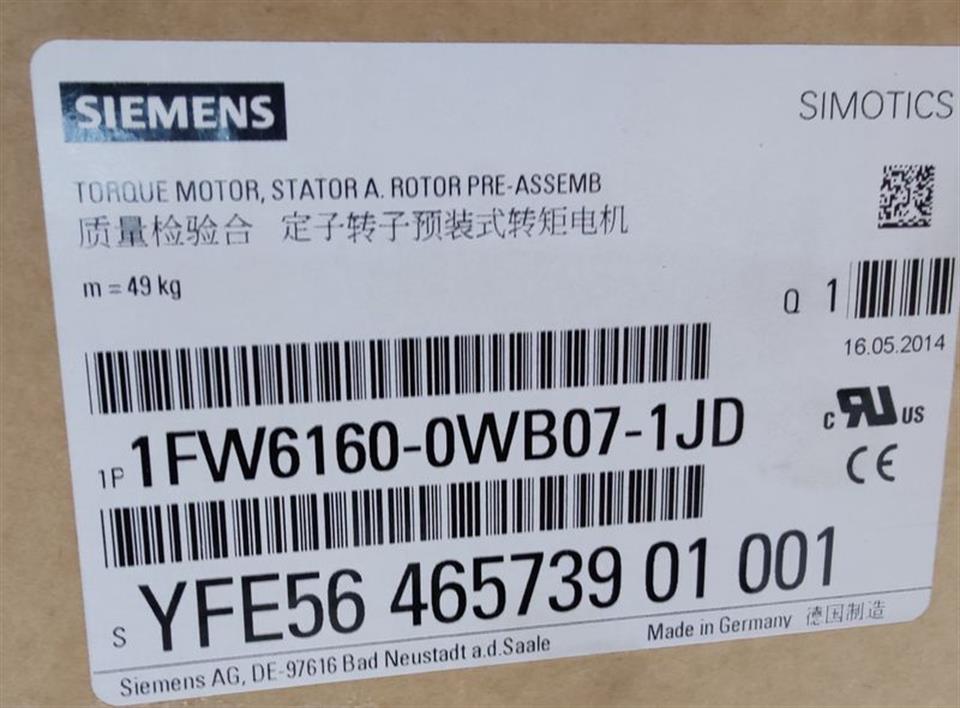 SIEMENS
SIMOTICS
TORQUE MOTOR, STATOR A. ROTOR PRE-ASSEMB
质量检验合 定子转子预装式转矩电机
m = 49 kg
Q 1
16.05.2014
1P 1FW6160-0WB07-1JD
c RU US
CE
S YFE56 465739 01 001
Siemens AG, DE-97616 Bad Neustadt a.d.Saale
Made in Germany 德国制造